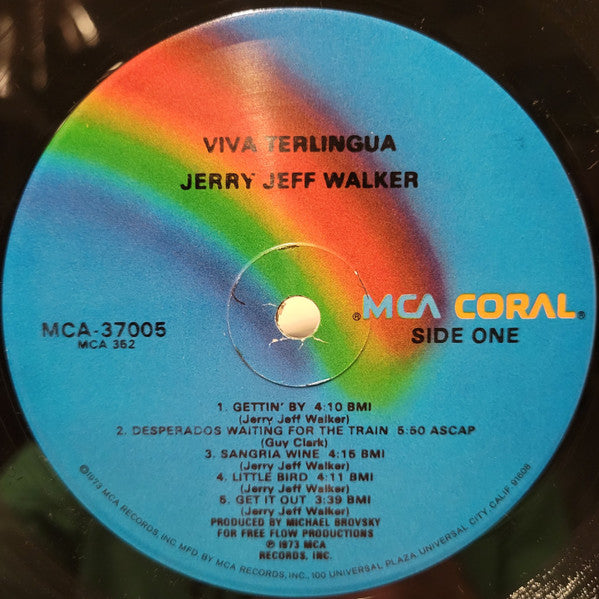 VIVA TERLINGUA
JERRY JEFF WALKER
® MCA CORAL ®
MCA-37005
MCA 352
SIDE ONE
1. GETTIN' BY 4:10 BMI
(Jerry Jeff Walker)
2. DESPERADOS WAITING FOR THE TRAIN 5:50 ASCAP
(Guy Clark)
3. SANGRIA WINE 4:15 BMI
(Jerry Jeff Walker)
4. LITTLE BIRD 4:11 BMI
(Jerry Jeff Walker)
5. GET IT OUT 3:39 BMI
(Jerry Jeff Walker)
PRODUCED BY MICHAEL BROVSKY
FOR FREE FLOW PRODUCTIONS
℗ 1973 MCA
RECORDS, INC.
©1973 MCA RECORDS INC MFD BY MCA RECORDS, INC., 100 UNIVERSAL PLAZA, UNIVERSAL CITY, CALIF. 91608